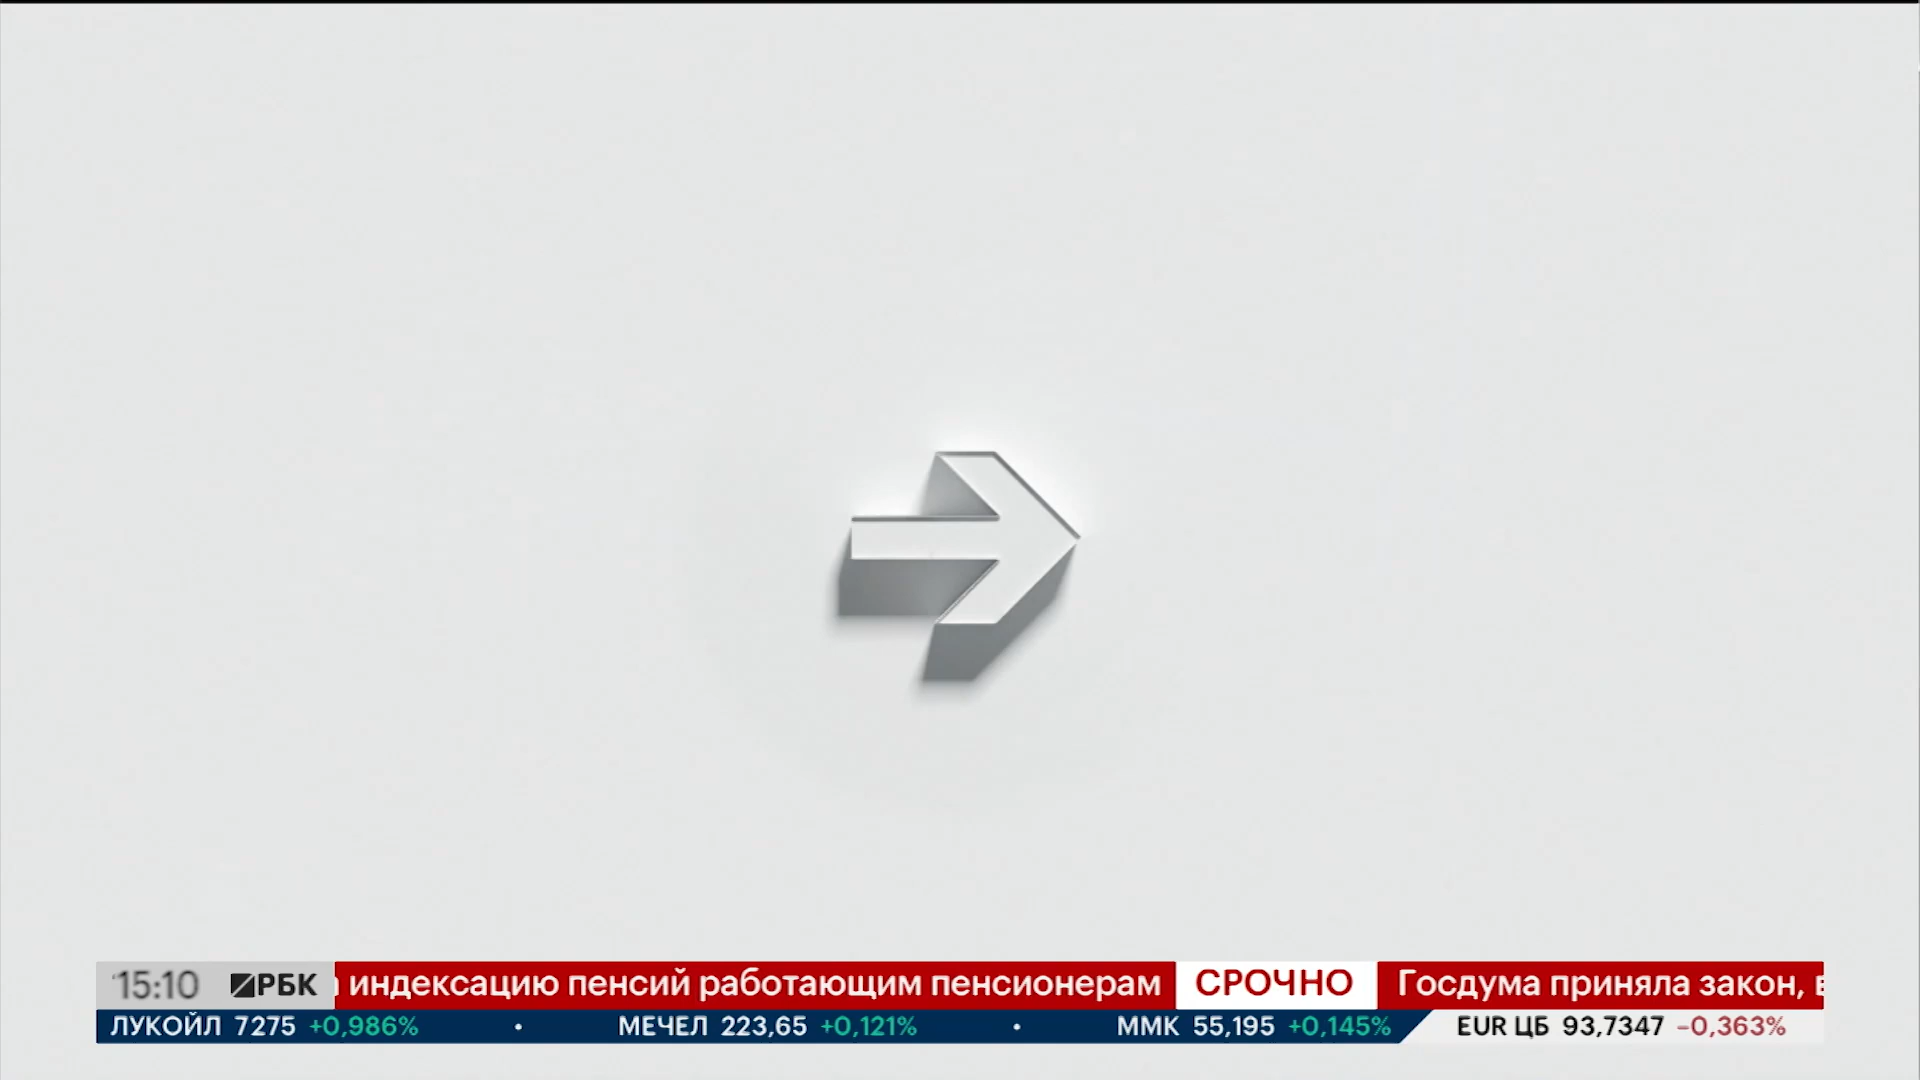 15:10 РБК индексацию пенсий работающим пенсионерам СРОЧНО Госдума приняла закон,
ЛУКОЙЛ 7275 +0,986% • МЕЧЕЛ 223,65 +0,121% • ММК 55,195 +0,145% EUR ЦБ 93,7347 −0,363%